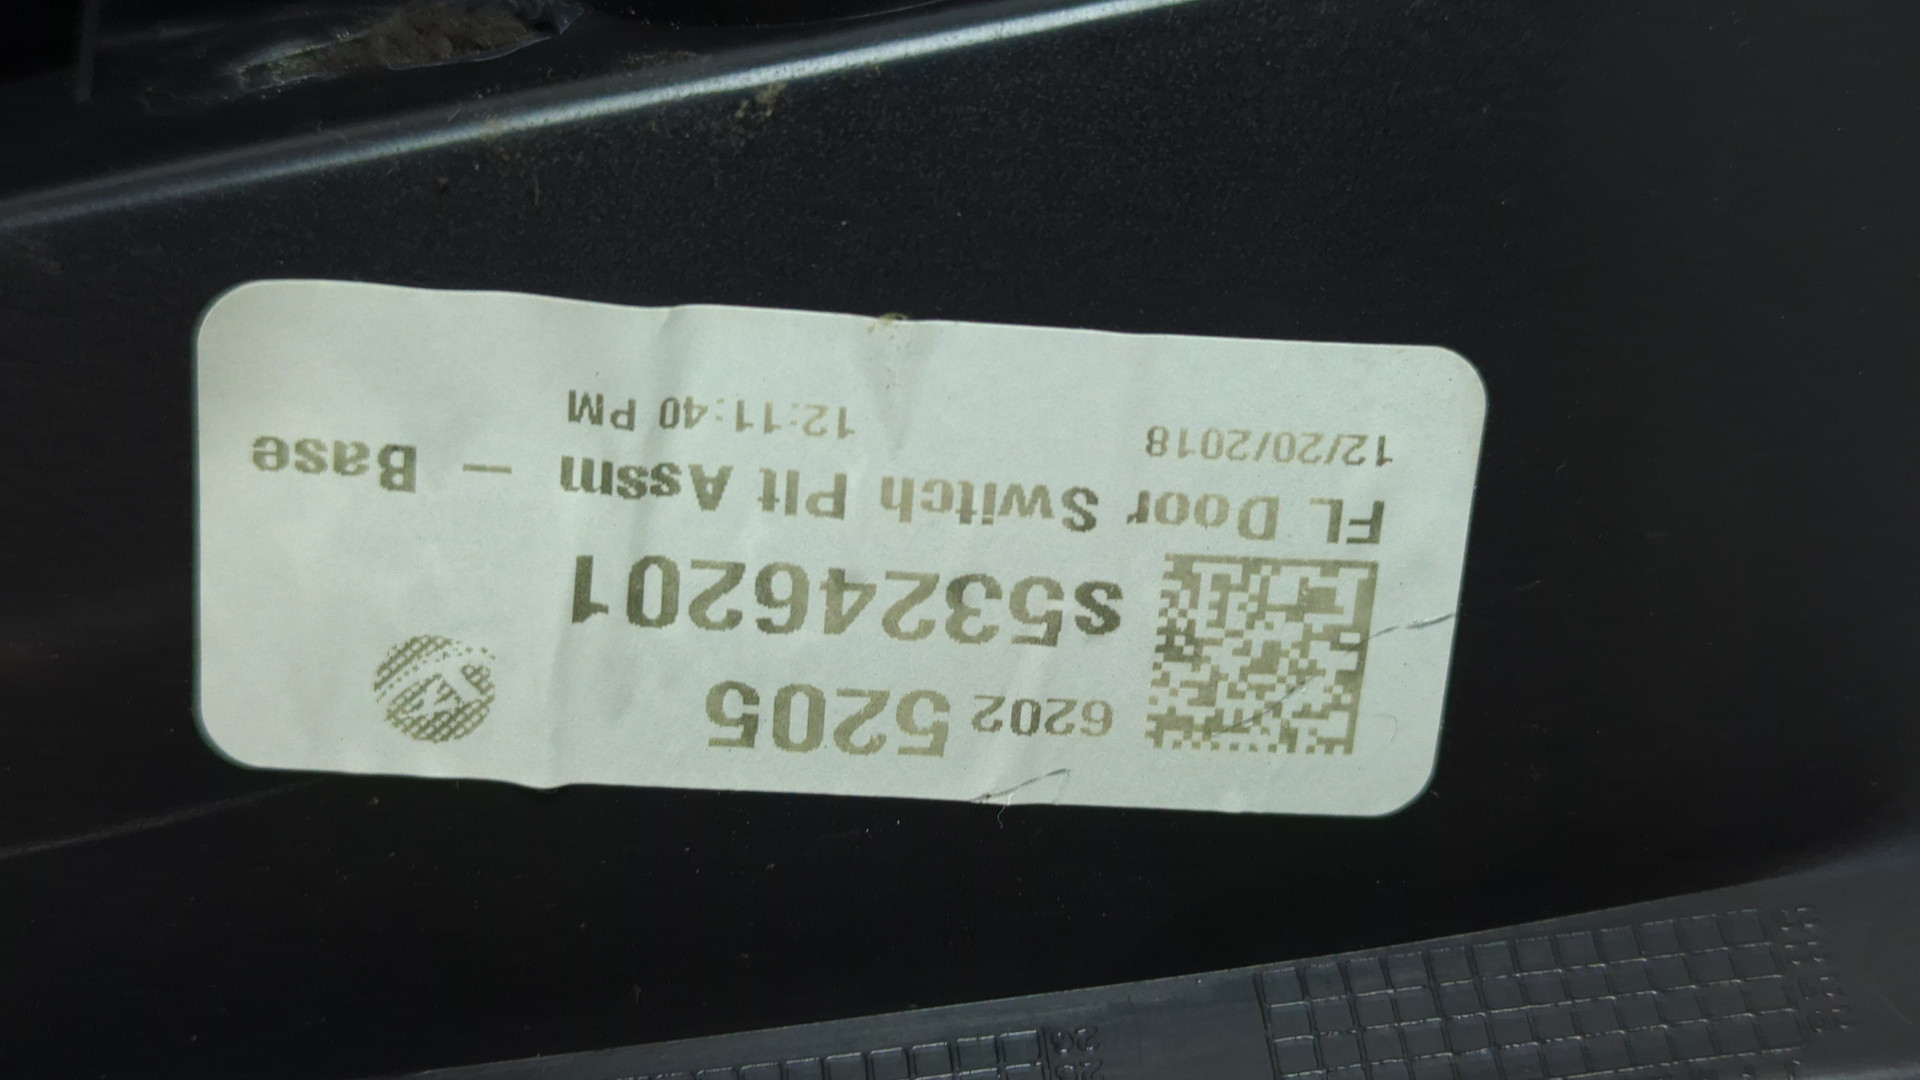 6202 5205
s53246201
FL Door Switch Plt Assm - Base
12/20/2018 12:11:40 PM